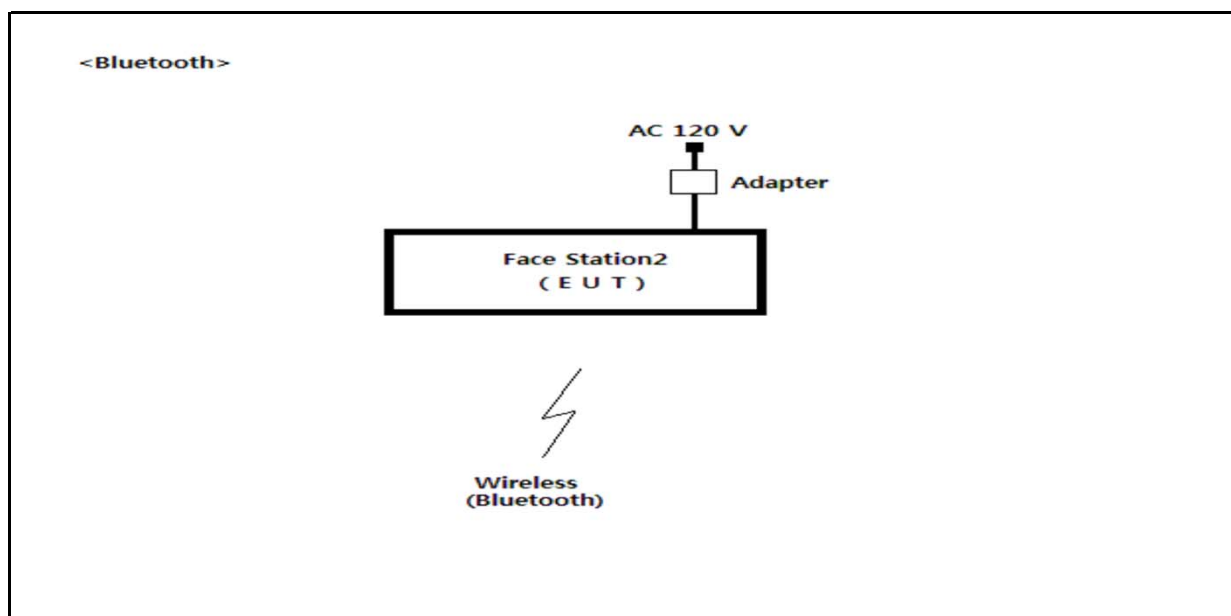 <Bluetooth>
AC 120 V
Adapter
Face Station2
( E U T )
Wireless
(Bluetooth)